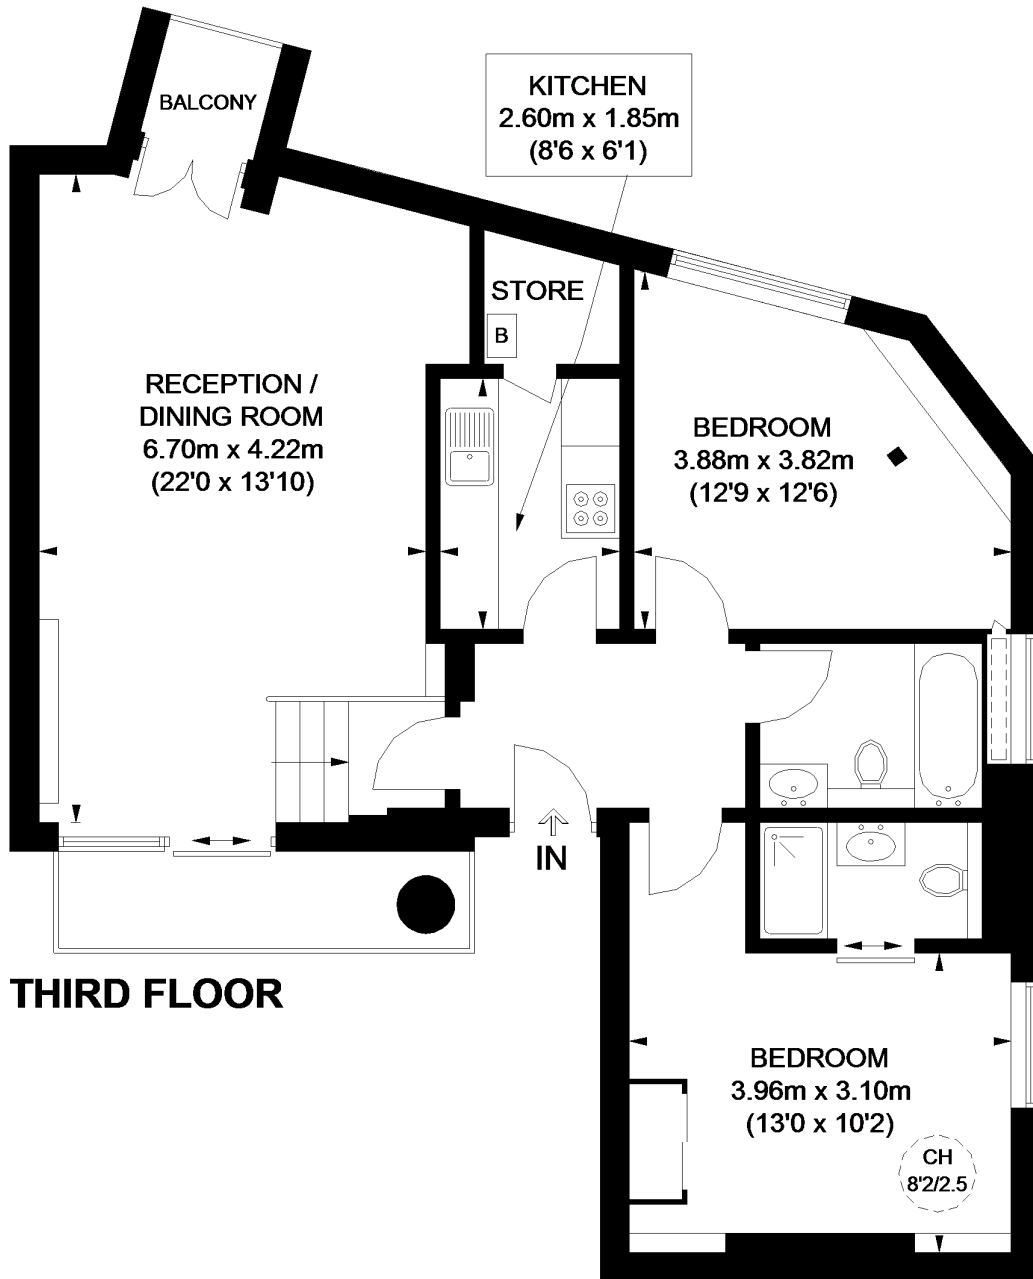 BALCONY
KITCHEN
2.60m x 1.85m
(8'6 x 6'1)
STORE
B
RECEPTION /
DINING ROOM
6.70m x 4.22m
(22'0 x 13'10)
BEDROOM
3.88m x 3.82m
(12'9 x 12'6)
IN
THIRD FLOOR
BEDROOM
3.96m x 3.10m
(13'0 x 10'2)
CH
8'2/2.5